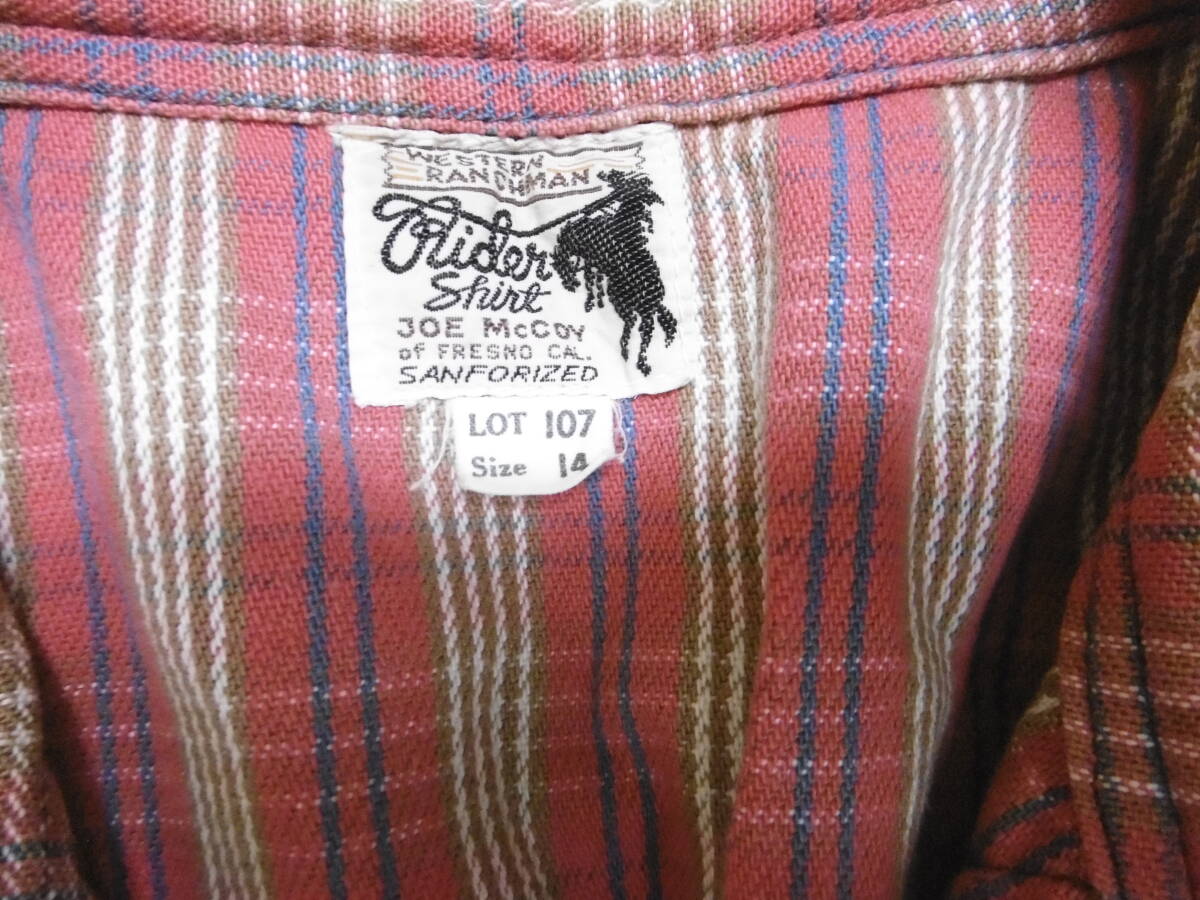 WESTERN
RANCHMAN
Rider
Shirt
JOE McCOY
of FRESNO CAL.
SANFORIZED
LOT 107
Size 14